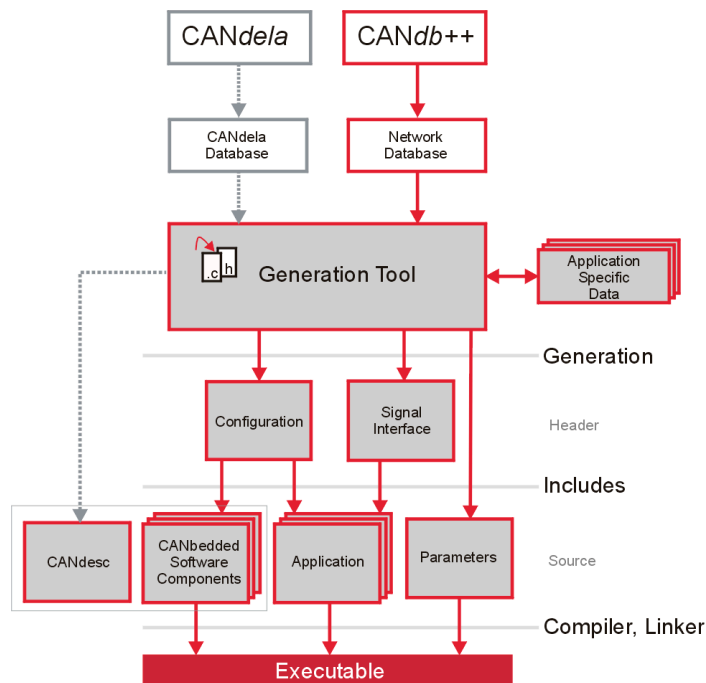 CANdela
CANdb++
CANdela
Database
Network
Database
.c
h
Generation Tool
Application
Specific
Data
Generation
Configuration
Signal
Interface
Header
Includes
CANdesc
CANbedded
Software
Components
Application
Parameters
Source
Compiler, Linker
Executable